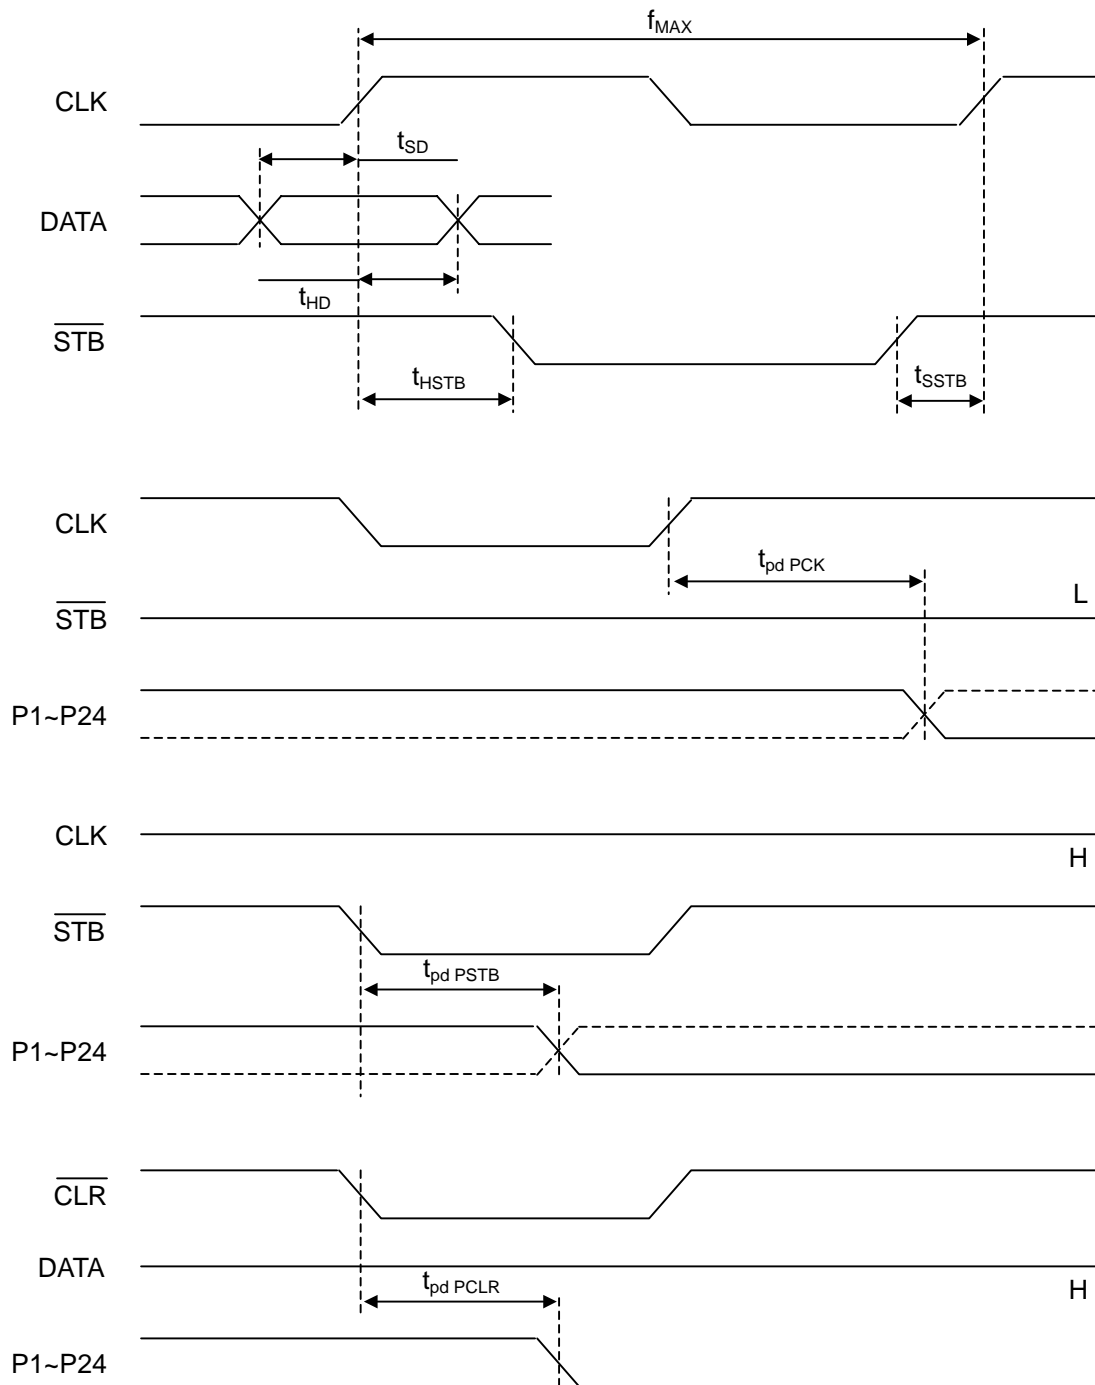 fMAX
CLK
tSD
DATA
tHD
STB
tHSTB
tSSTB
CLK
tpd PCK
L
STB
P1~P24
CLK
H
STB
tpd PSTB
P1~P24
CLR
DATA
tpd PCLR
H
P1~P24